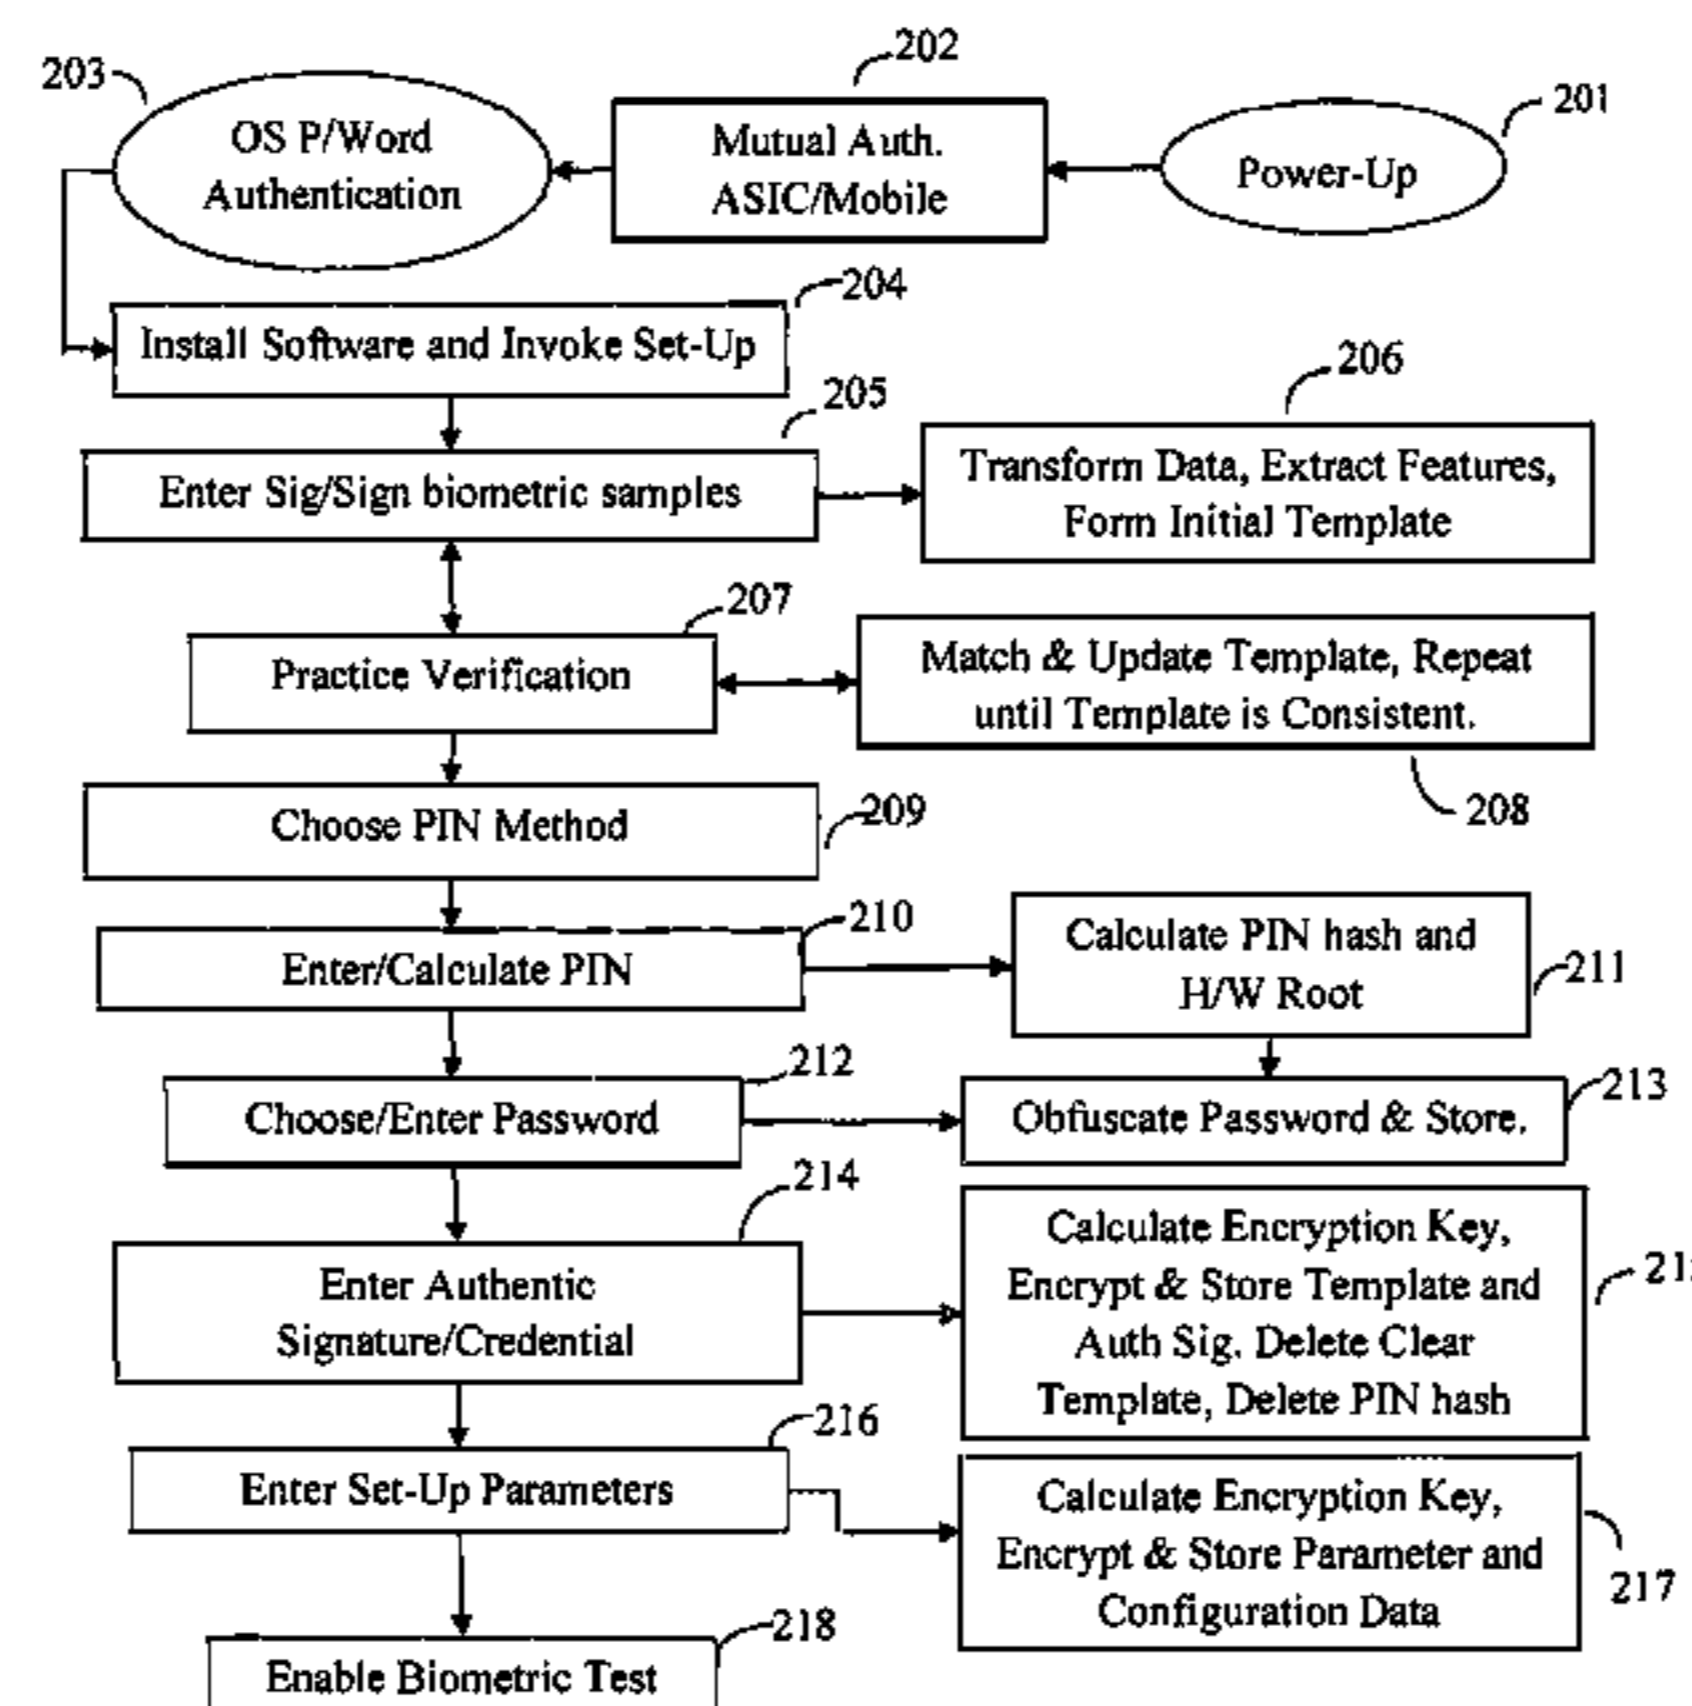 203
202
201
OS P/Word
Authentication
Mutual Auth.
ASIC/Mobile
Power-Up
204
Install Software and Invoke Set-Up
205
206
Enter Sig/Sign biometric samples
Transform Data, Extract Features,
Form Initial Template
207
Practice Verification
Match & Update Template, Repeat
until Template is Consistent.
208
Choose PIN Method
209
210
Enter/Calculate PIN
Calculate PIN hash and
H/W Root
211
212
Choose/Enter Password
213
Obfuscate Password & Store.
214
Enter Authentic
Signature/Credential
Calculate Encryption Key,
Encrypt & Store Template and
Auth Sig. Delete Clear
Template, Delete PIN hash
216
Enter Set-Up Parameters
Calculate Encryption Key,
Encrypt & Store Parameter and
Configuration Data
217
218
Enable Biometric Test